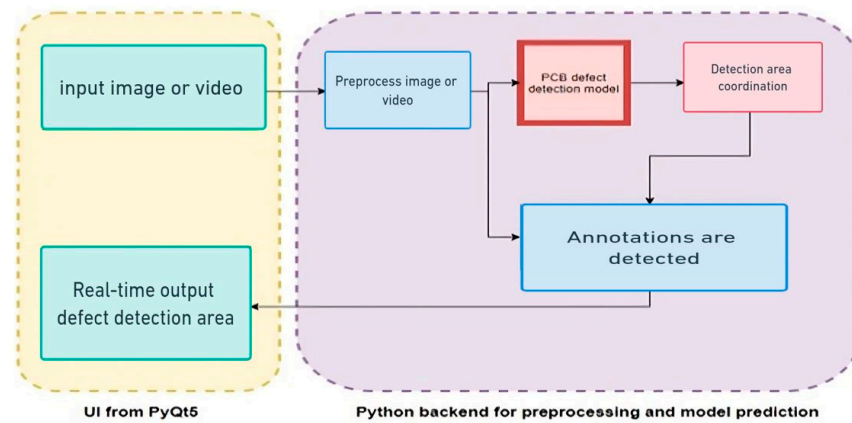 input image or video
Preprocess image or
video
PCB defect
detection model
Detection area
coordination
Annotations are
detected
Real-time output
defect detection area
UI from PyQt5
Python backend for preprocessing and model prediction